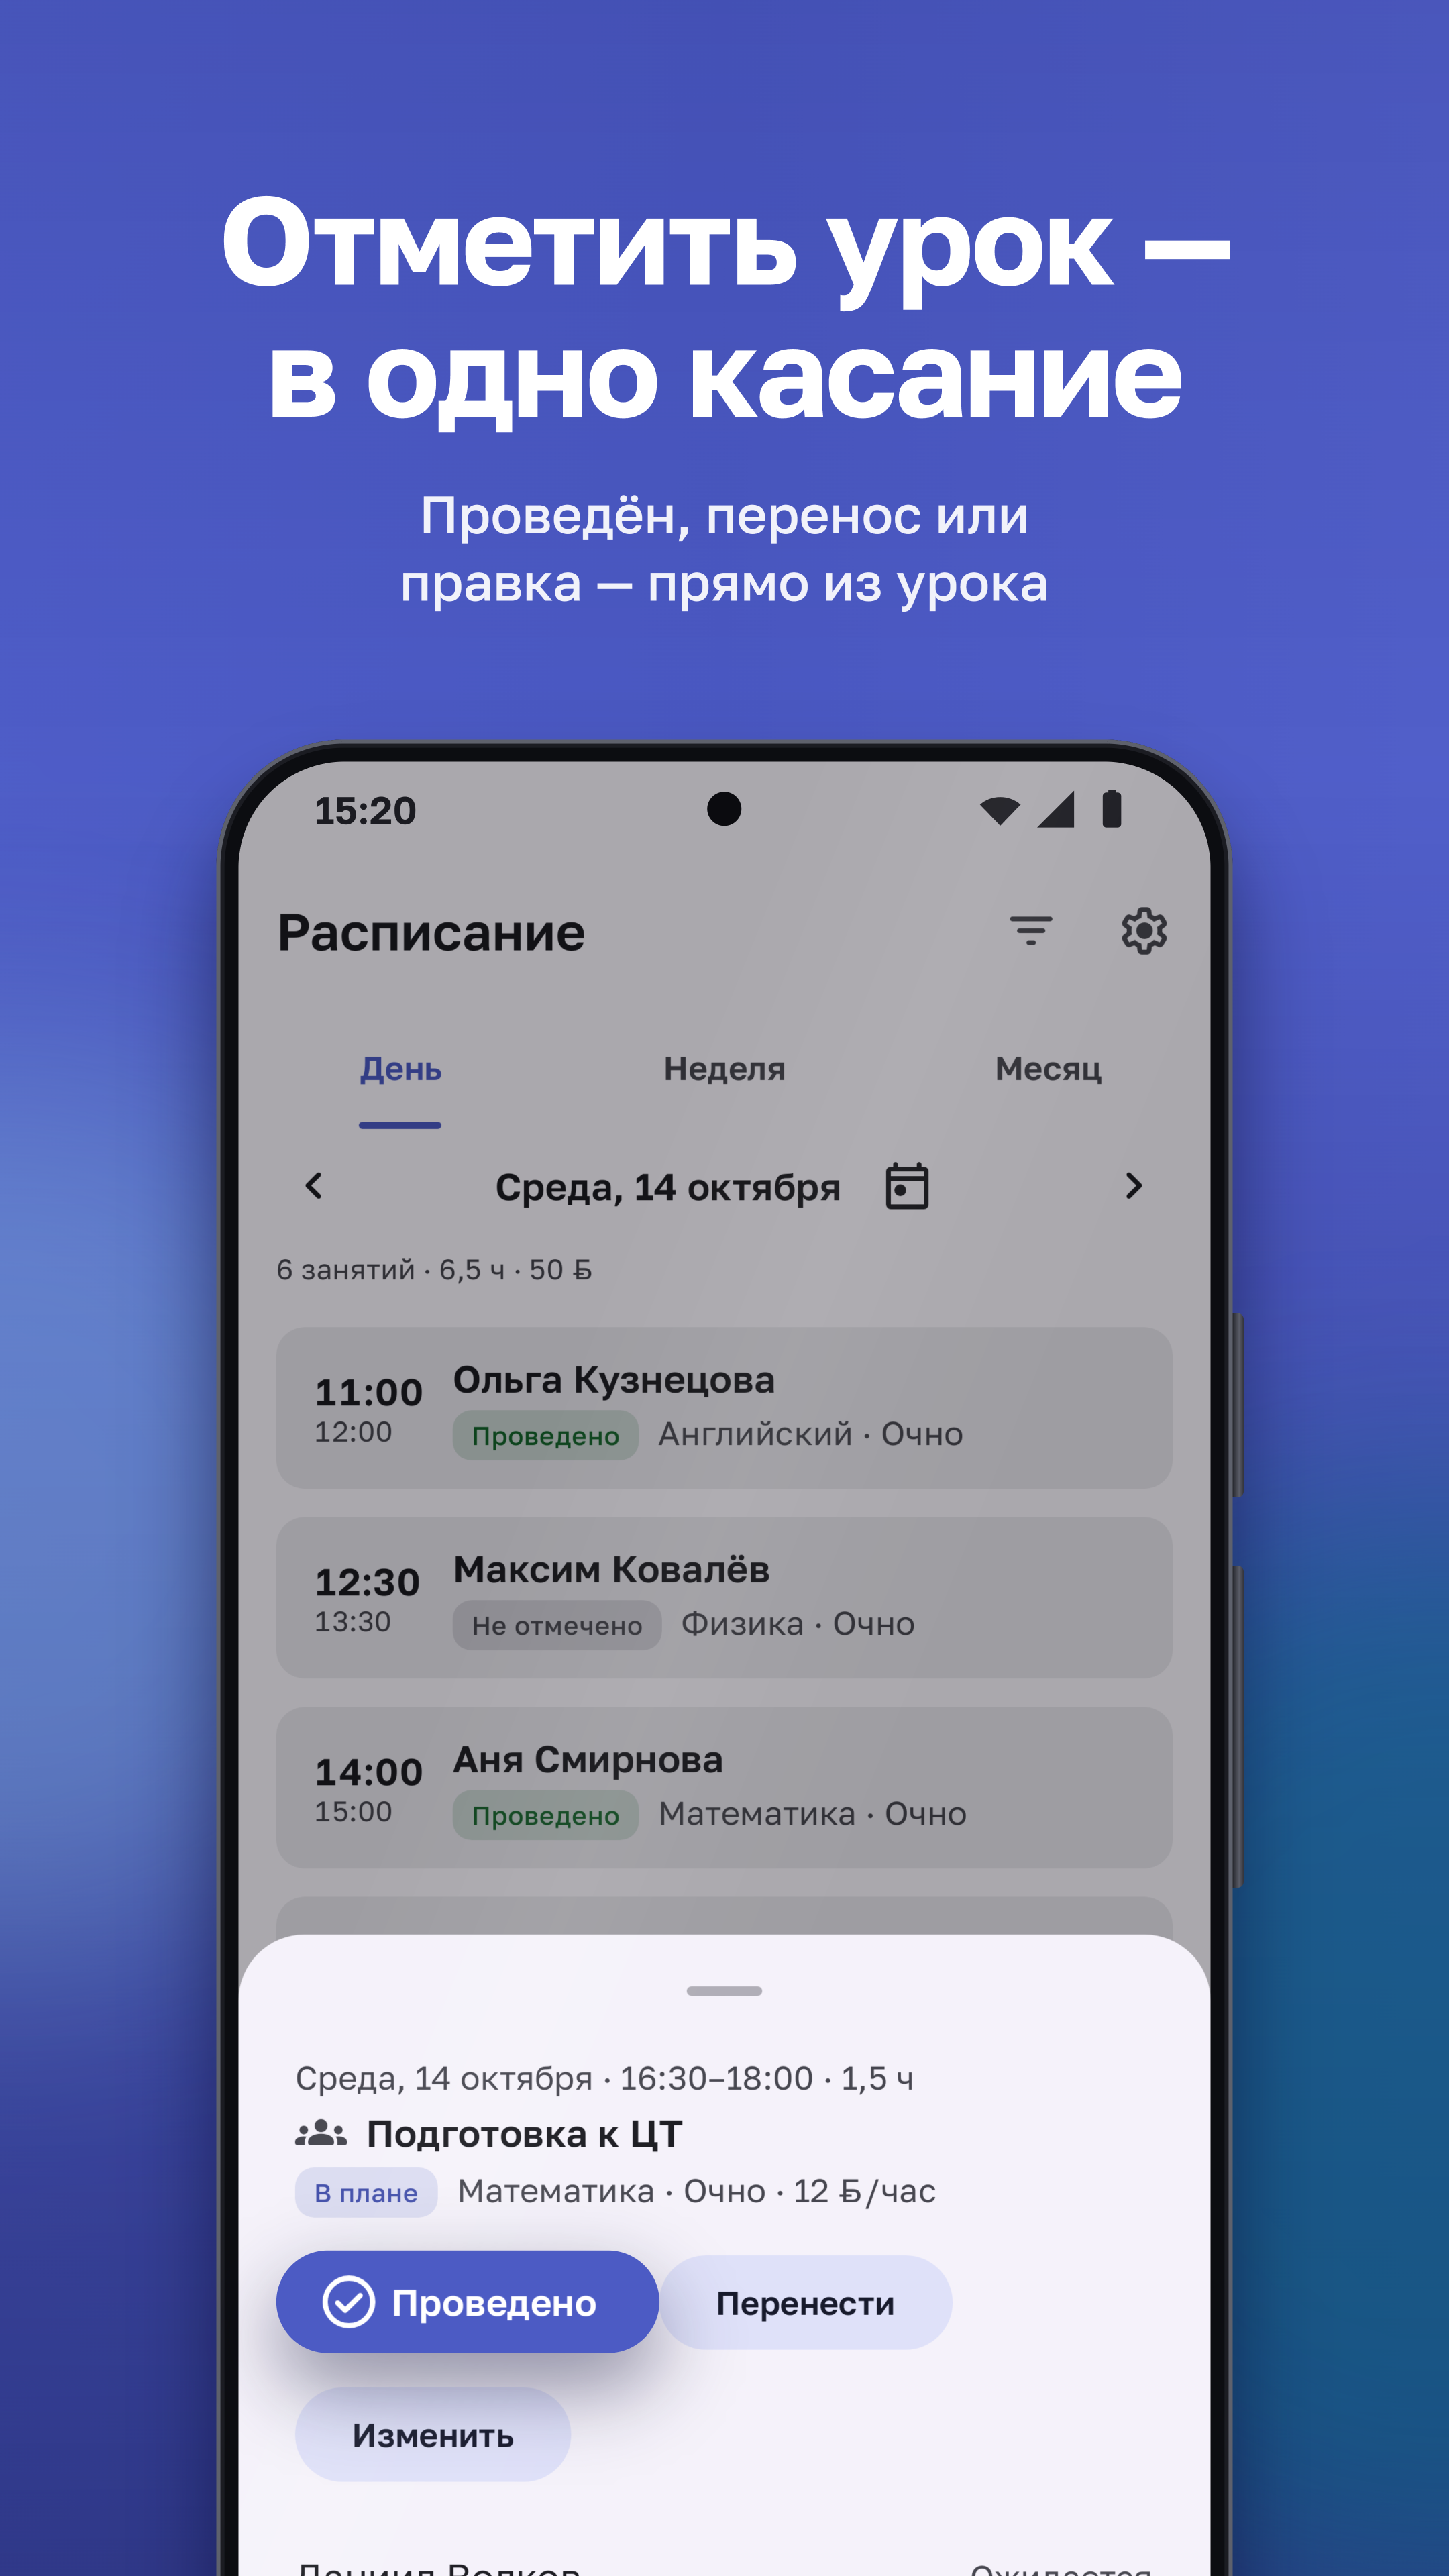 Отметить урок —
в одно касание
Проведён, перенос или
правка — прямо из урока
15:20
Расписание
День Неделя Месяц
Среда, 14 октября
6 занятий · 6,5 ч · 50 Ƃ
11:00 Ольга Кузнецова
12:00 Проведено Английский · Очно
12:30 Максим Ковалёв
13:30 Не отмечено Физика · Очно
14:00 Аня Смирнова
15:00 Проведено Математика · Очно
Среда, 14 октября · 16:30–18:00 · 1,5 ч
Подготовка к ЦТ
В плане Математика · Очно · 12 Ƃ/час
Проведено Перенести
Изменить